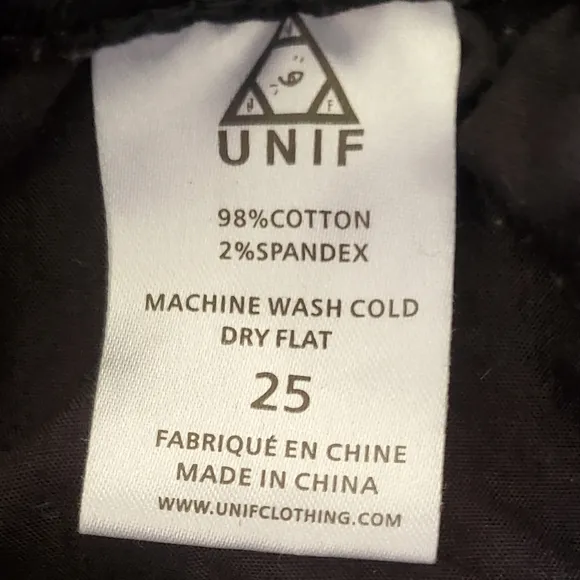 UNIF
98%COTTON
2%SPANDEX
MACHINE WASH COLD
DRY FLAT
25
FABRIQUÉ EN CHINE
MADE IN CHINA
WWW.UNIFCLOTHING.COM